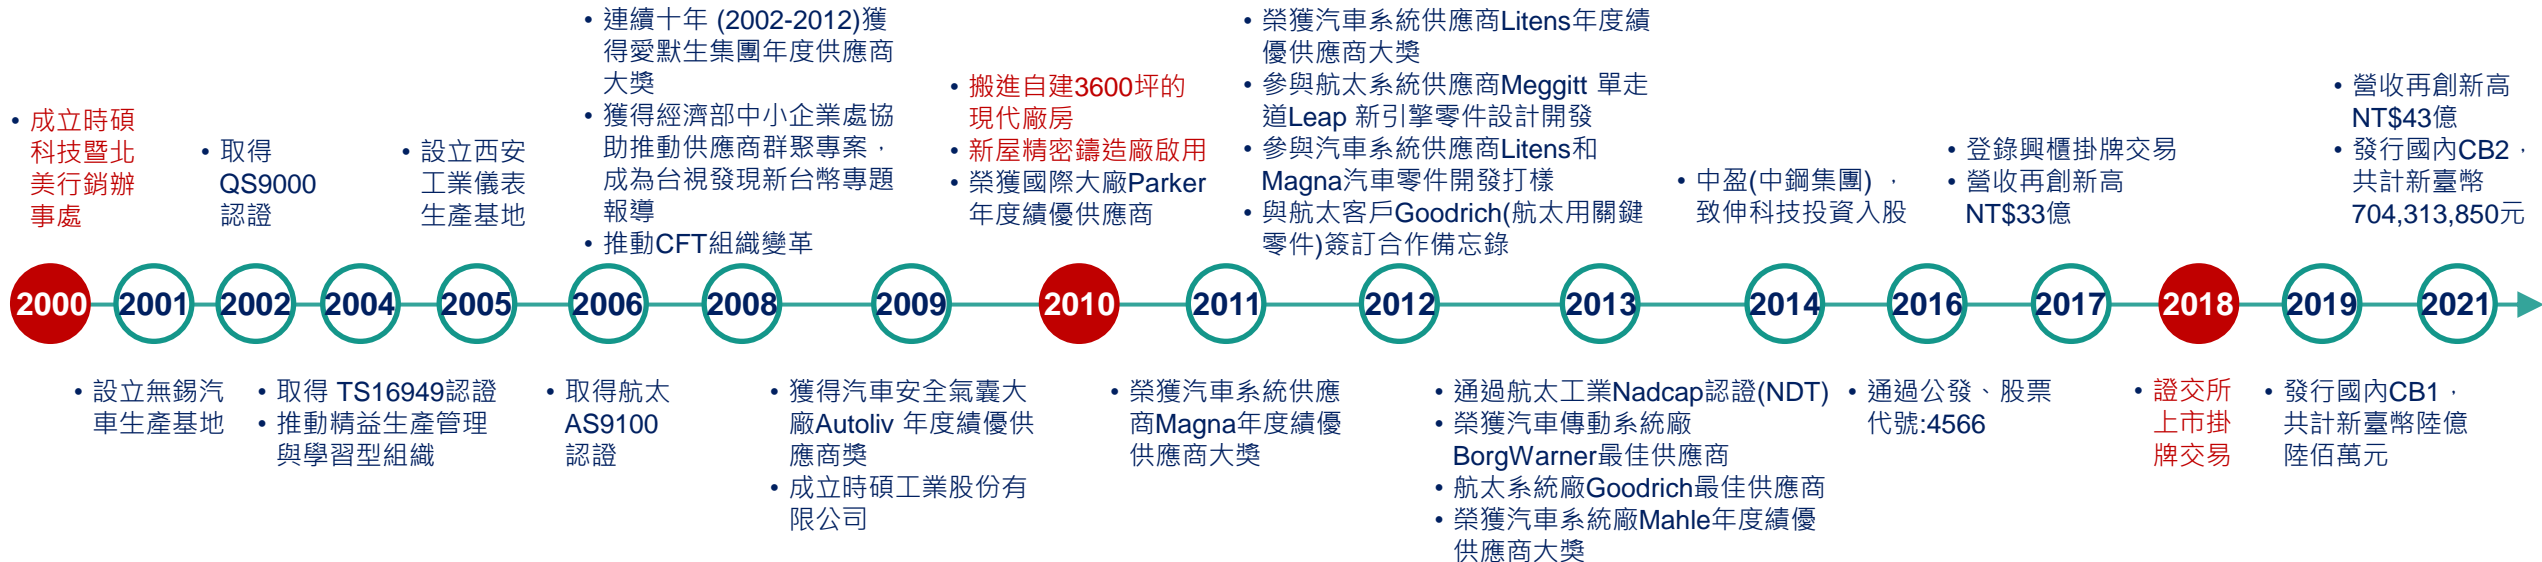 • 成立時碩
科技暨北
美行銷辦
事處
• 取得
QS9000
認證
• 設立西安
工業儀表
生產基地
• 連續十年 (2002-2012)獲
得愛默生集團年度供應商
大獎
• 獲得經濟部中小企業處協
助推動供應商群聚專案，
成為台視發現新台幣專題
報導
• 推動CFT組織變革
• 搬進自建3600坪的
現代廠房
• 新屋精密鑄造廠啟用
• 榮獲國際大廠Parker
年度績優供應商
• 榮獲汽車系統供應商Litens年度績
優供應商大獎
• 參與航太系統供應商Meggitt 單走
道Leap 新引擎零件設計開發
• 參與汽車系統供應商Litens和
Magna汽車零件開發打樣
• 與航太客戶Goodrich(航太用關鍵
零件)簽訂合作備忘錄
• 中盈(中鋼集團) ，
致伸科技投資入股
• 登錄興櫃掛牌交易
• 營收再創新高
NT$33億
• 營收再創新高
NT$43億
• 發行國內CB2，
共計新臺幣
704,313,850元
2000 2001 2002 2004 2005 2006 2008 2009 2010 2011 2012 2013 2014 2016 2017 2018 2019 2021
• 設立無錫汽
車生產基地
• 取得 TS16949認證
• 推動精益生產管理
與學習型組織
• 取得航太
AS9100
認證
• 獲得汽車安全氣囊大
廠Autoliv 年度績優供
應商獎
• 成立時碩工業股份有
限公司
• 榮獲汽車系統供應
商Magna年度績優
供應商大獎
• 通過航太工業Nadcap認證(NDT)
• 榮獲汽車傳動系統廠
BorgWarner最佳供應商
• 航太系統廠Goodrich最佳供應商
• 榮獲汽車系統廠Mahle年度績優
供應商大獎
• 通過公發、股票
代號:4566
• 證交所
上市掛
牌交易
• 發行國內CB1，
共計新臺幣陸億
陸佰萬元